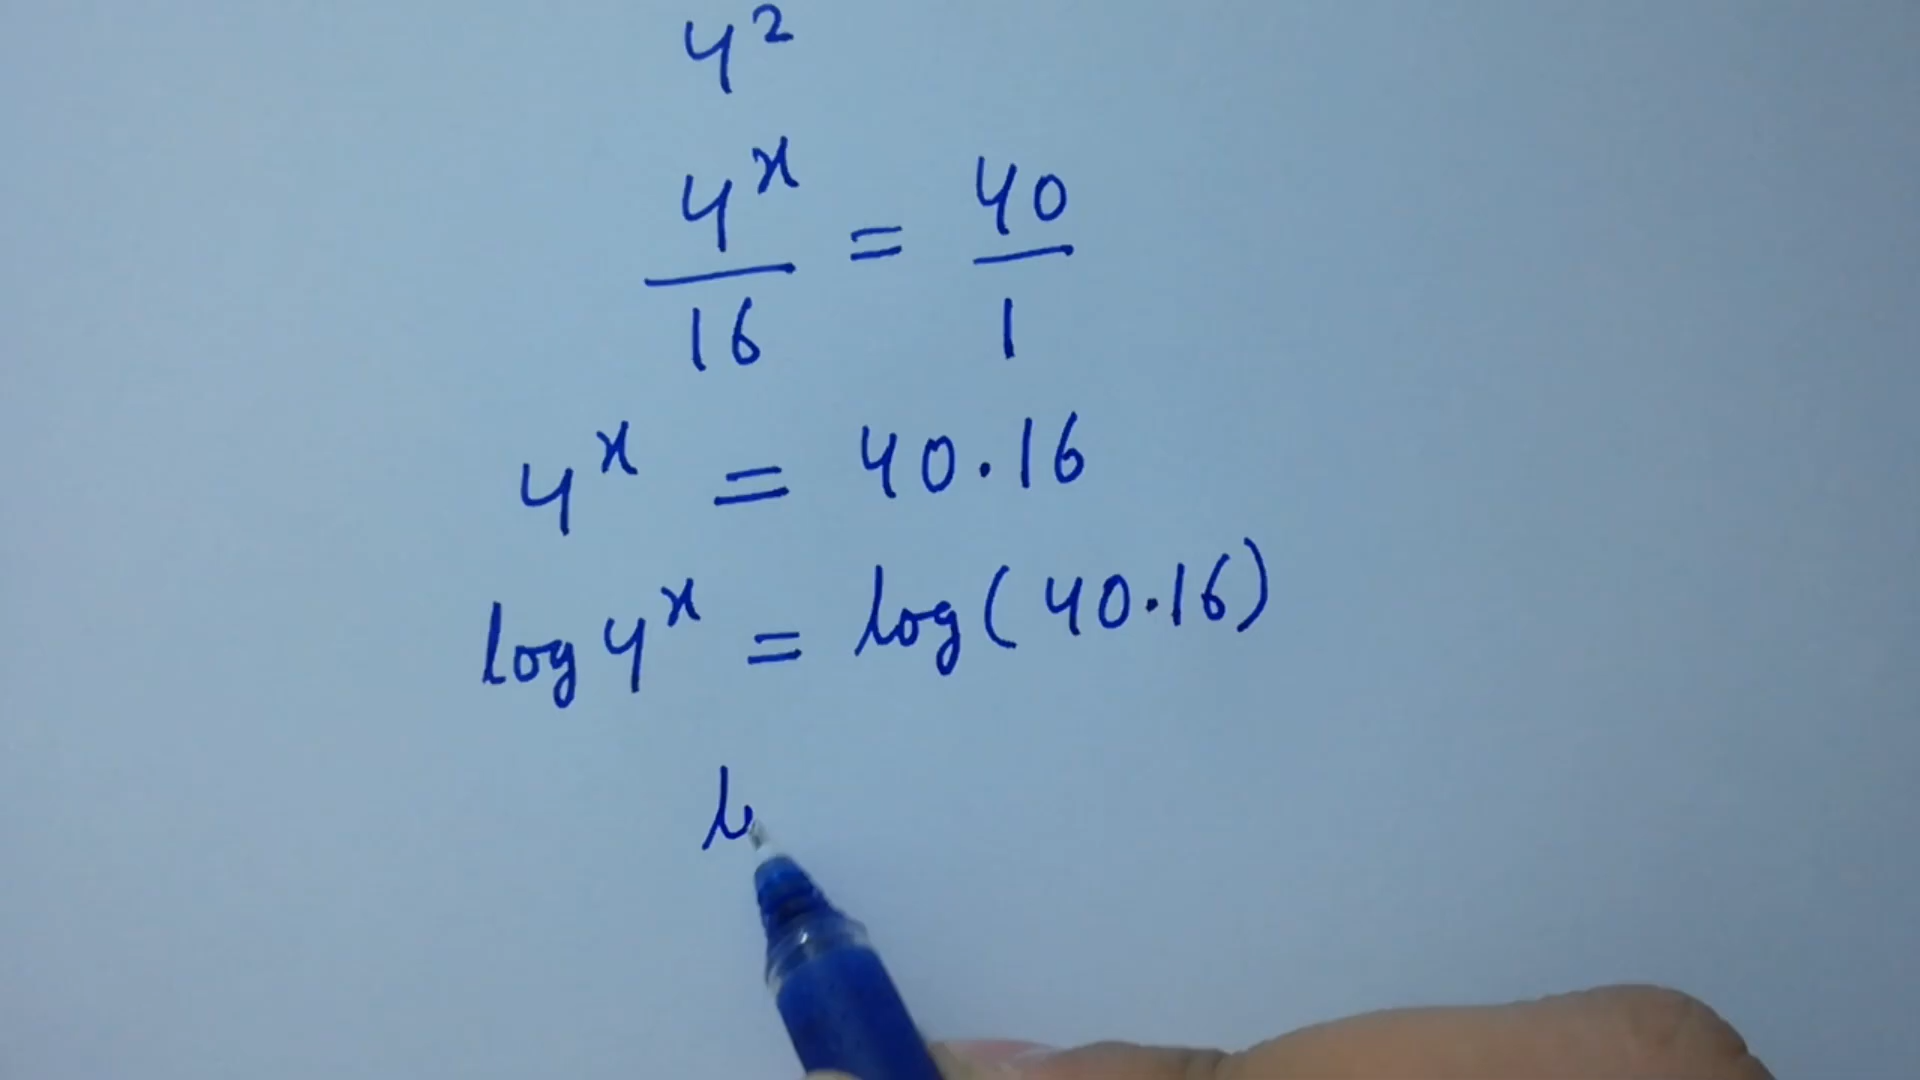 4²
4ˣ/16 = 40/1
4ˣ = 40.16
log 4ˣ = log(40.16)